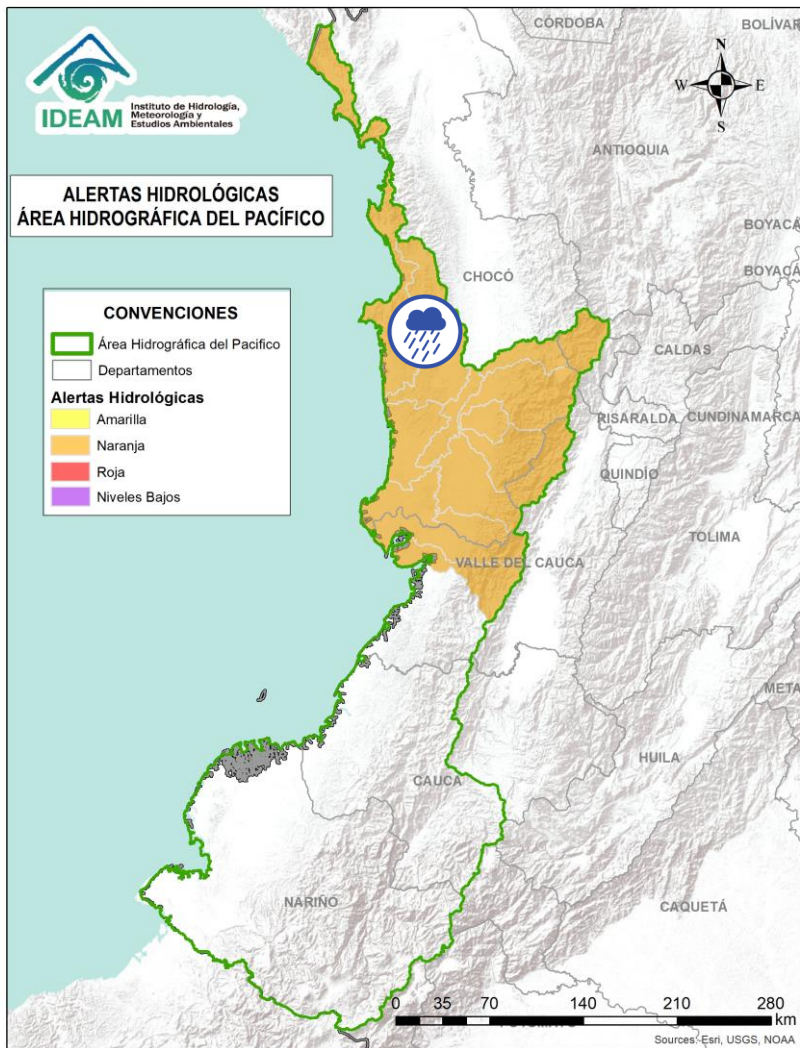 IDEAM
Instituto de Hidrología,
Meteorología y
Estudios Ambientales
ALERTAS HIDROLÓGICAS
ÁREA HIDROGRÁFICA DEL PACÍFICO
CONVENCIONES
Área Hidrográfica del Pacifico
Departamentos
Alertas Hidrológicas
Amarilla
Naranja
Roja
Niveles Bajos
N
W E
S
CÓRDOBA
BOLÍVAR
ANTIOQUIA
BOYACÁ
BOYACÁ
CHOCÓ
CALDAS
RISARALDA
CUNDINAMARCA
QUINDÍO
TOLIMA
VALLE DEL CAUCA
META
HUILA
CAUCA
NARIÑO
CAQUETÁ
0 35 70 140 210 280
km
Sources: Esri, USGS, NOAA